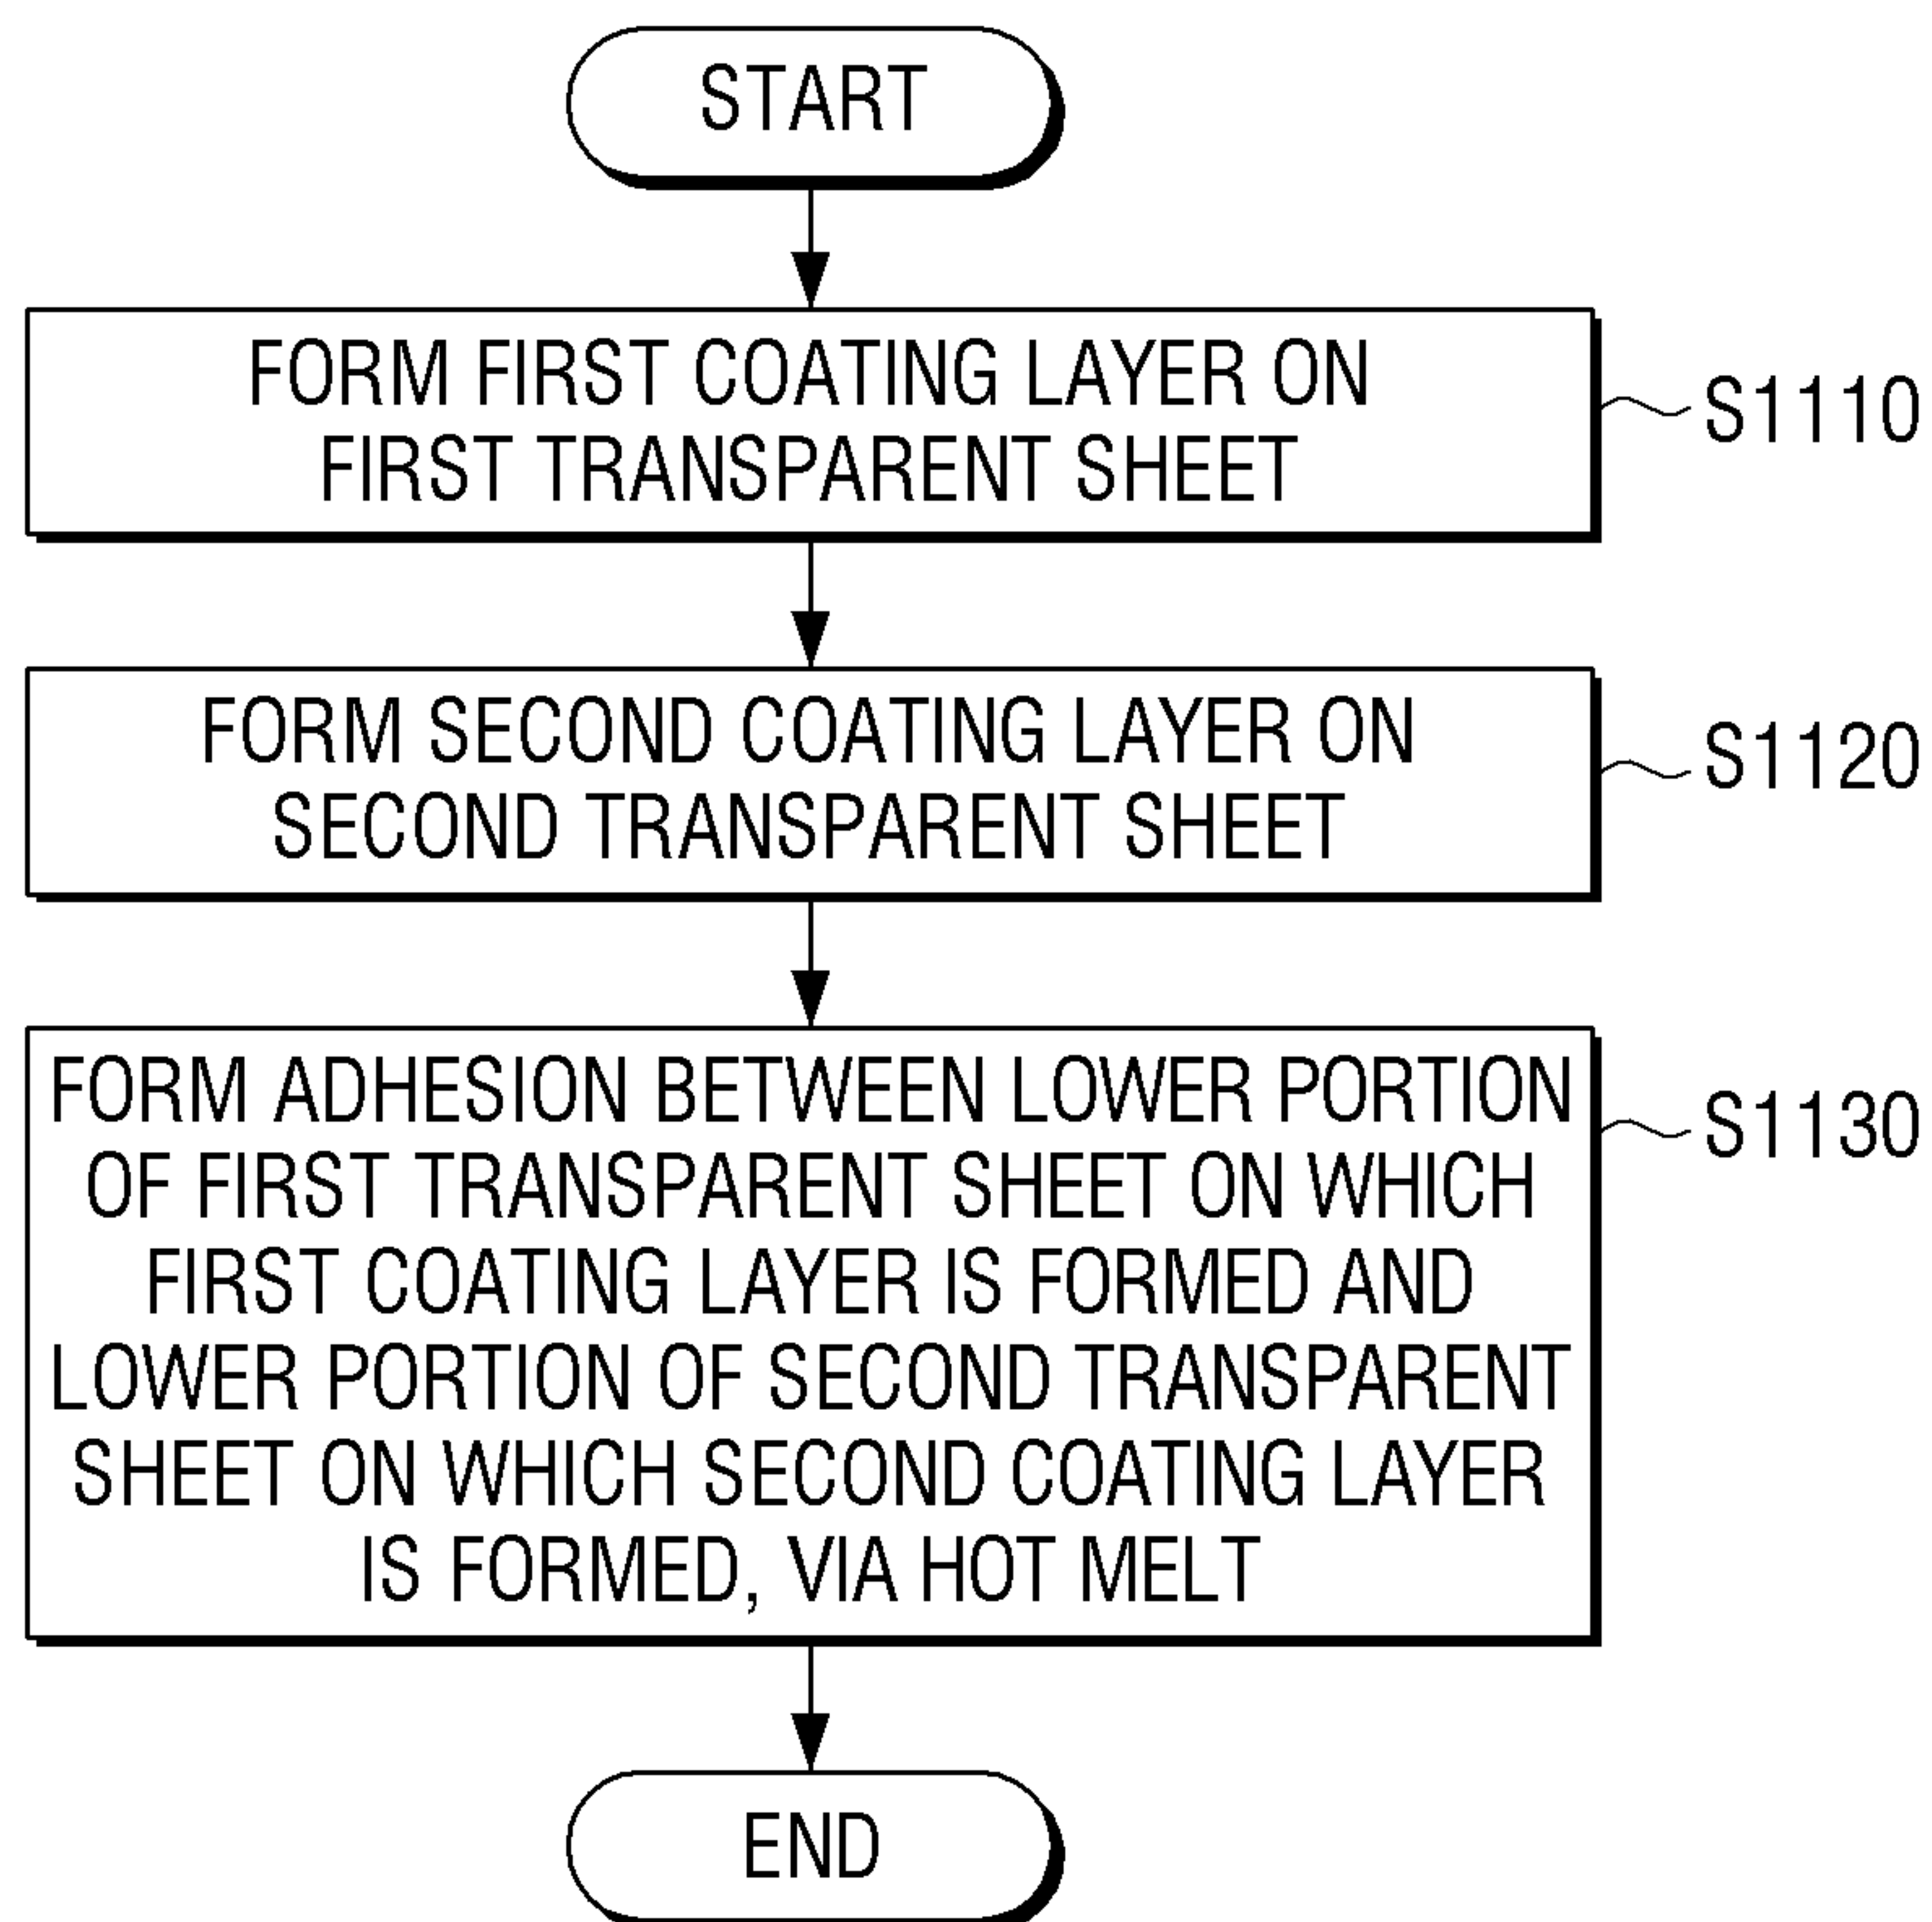 START
FORM FIRST COATING LAYER ON
FIRST TRANSPARENT SHEET
S1110
FORM SECOND COATING LAYER ON
SECOND TRANSPARENT SHEET
S1120
FORM ADHESION BETWEEN LOWER PORTION
OF FIRST TRANSPARENT SHEET ON WHICH
FIRST COATING LAYER IS FORMED AND
LOWER PORTION OF SECOND TRANSPARENT
SHEET ON WHICH SECOND COATING LAYER
IS FORMED, VIA HOT MELT
S1130
END